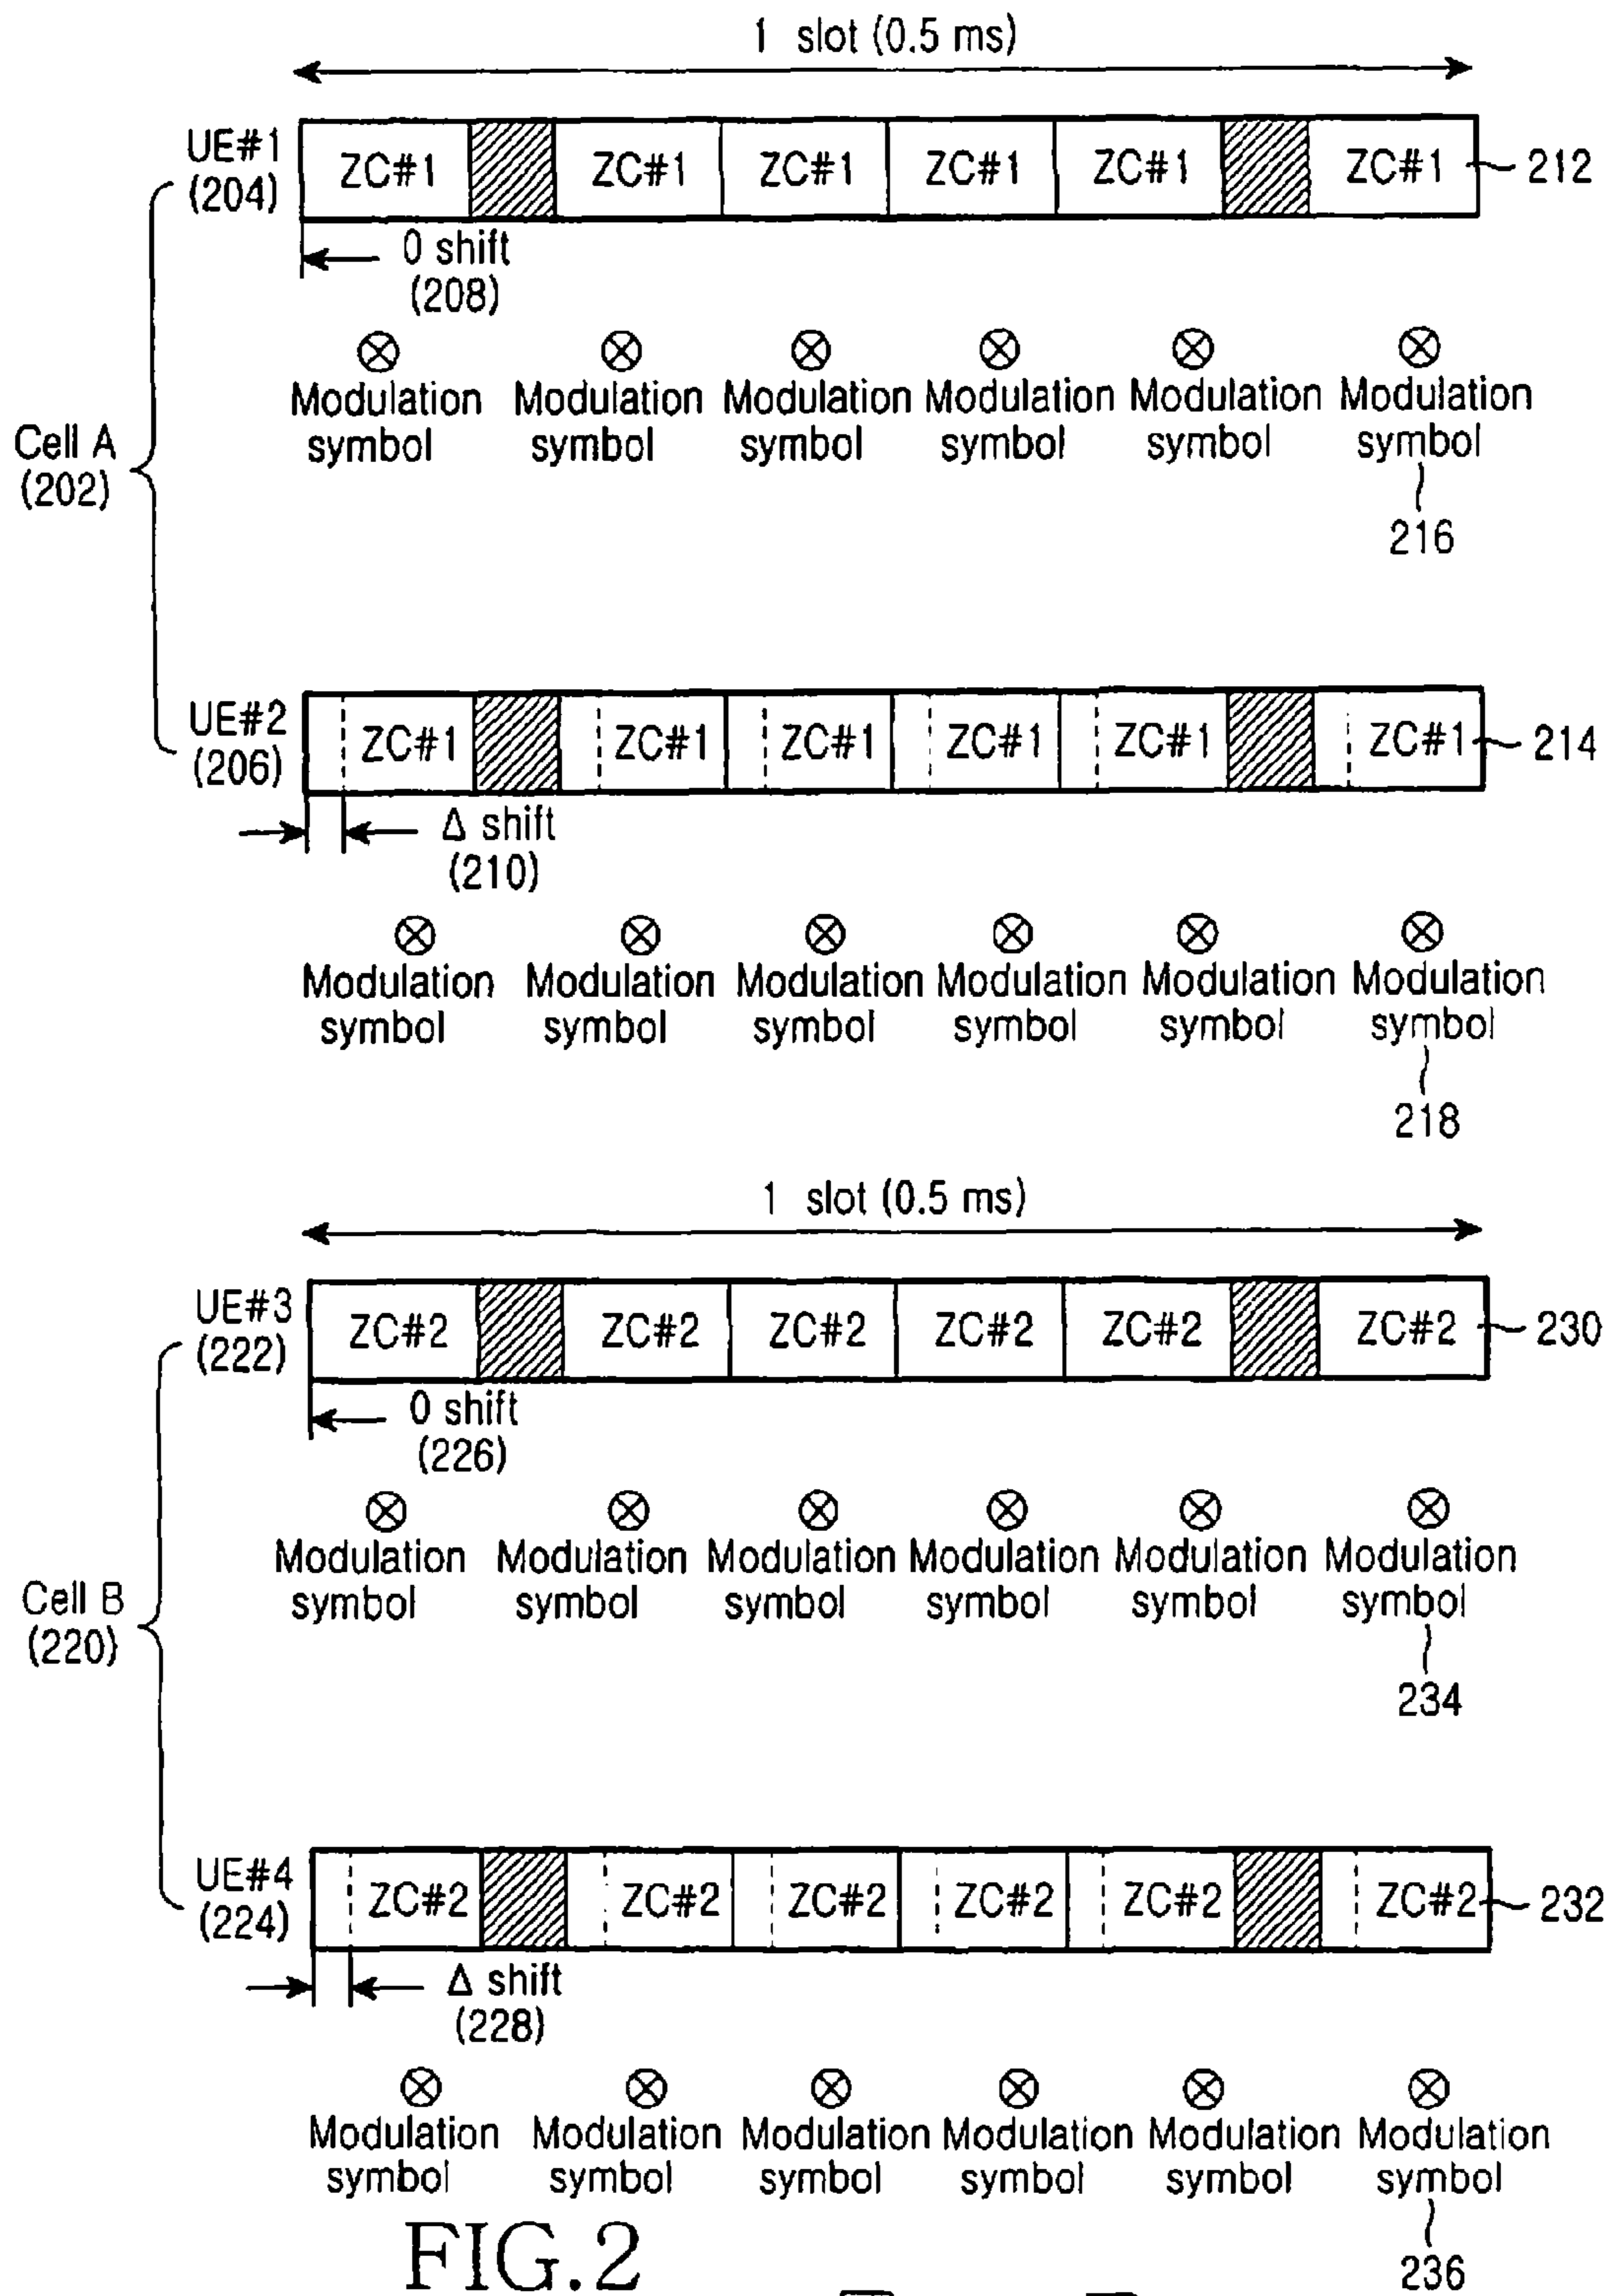 1 slot (0.5 ms)
UE#1
(204)
ZC#1 ZC#1 ZC#1 ZC#1 ZC#1 ZC#1 212
0 shift
(208)
Modulation symbol Modulation symbol Modulation symbol Modulation symbol Modulation symbol Modulation symbol
216
Cell A
(202)
UE#2
(206)
ZC#1 ZC#1 ZC#1 ZC#1 ZC#1 ZC#1 214
Δ shift
(210)
Modulation symbol Modulation symbol Modulation symbol Modulation symbol Modulation symbol Modulation symbol
218
1 slot (0.5 ms)
UE#3
(222)
ZC#2 ZC#2 ZC#2 ZC#2 ZC#2 ZC#2 230
0 shift
(226)
Modulation symbol Modulation symbol Modulation symbol Modulation symbol Modulation symbol Modulation symbol
234
Cell B
(220)
UE#4
(224)
ZC#2 ZC#2 ZC#2 ZC#2 ZC#2 ZC#2 232
Δ shift
(228)
Modulation symbol Modulation symbol Modulation symbol Modulation symbol Modulation symbol Modulation symbol
236
FIG.2